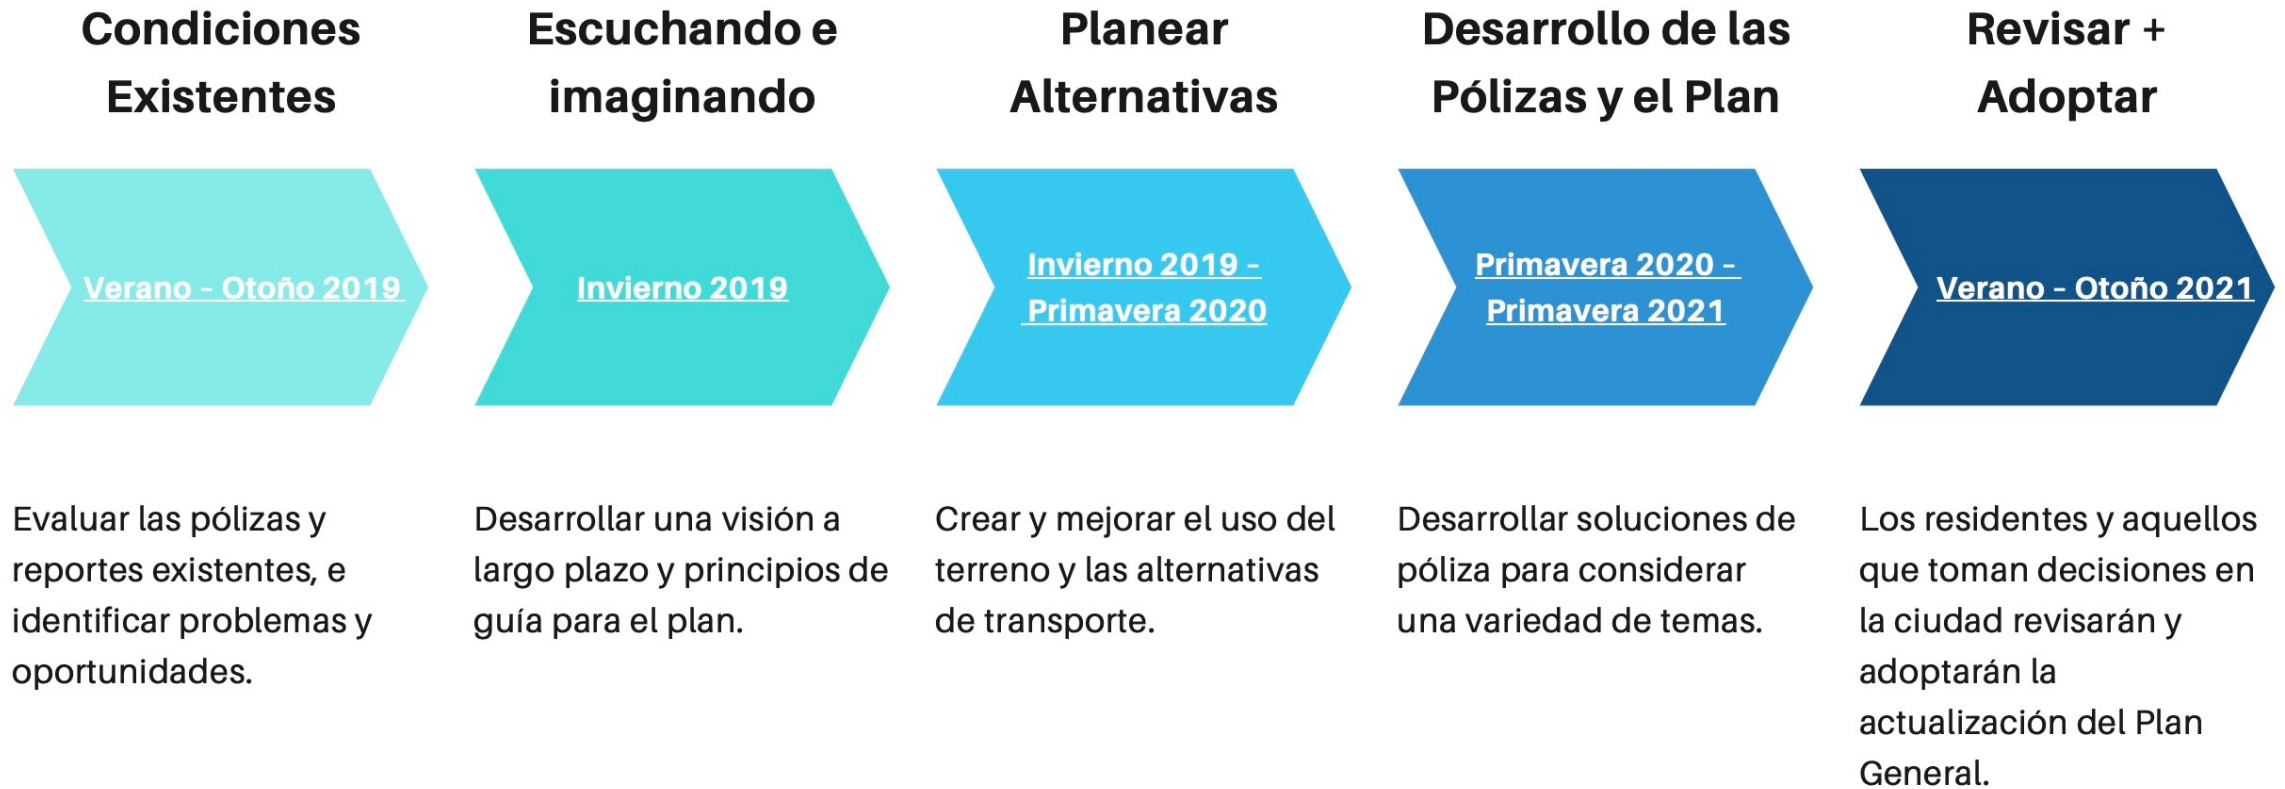 Condiciones
Existentes
Verano – Otoño 2019
Evaluar las pólizas y
reportes existentes, e
identificar problemas y
oportunidades.
Escuchando e
imaginando
Invierno 2019
Desarrollar una visión a
largo plazo y principios de
guía para el plan.
Planear
Alternativas
Invierno 2019 –
Primavera 2020
Crear y mejorar el uso del
terreno y las alternativas
de transporte.
Desarrollo de las
Pólizas y el Plan
Primavera 2020 –
Primavera 2021
Desarrollar soluciones de
póliza para considerar
una variedad de temas.
Revisar +
Adoptar
Verano – Otoño 2021
Los residentes y aquellos
que toman decisiones en
la ciudad revisarán y
adoptarán la
actualización del Plan
General.